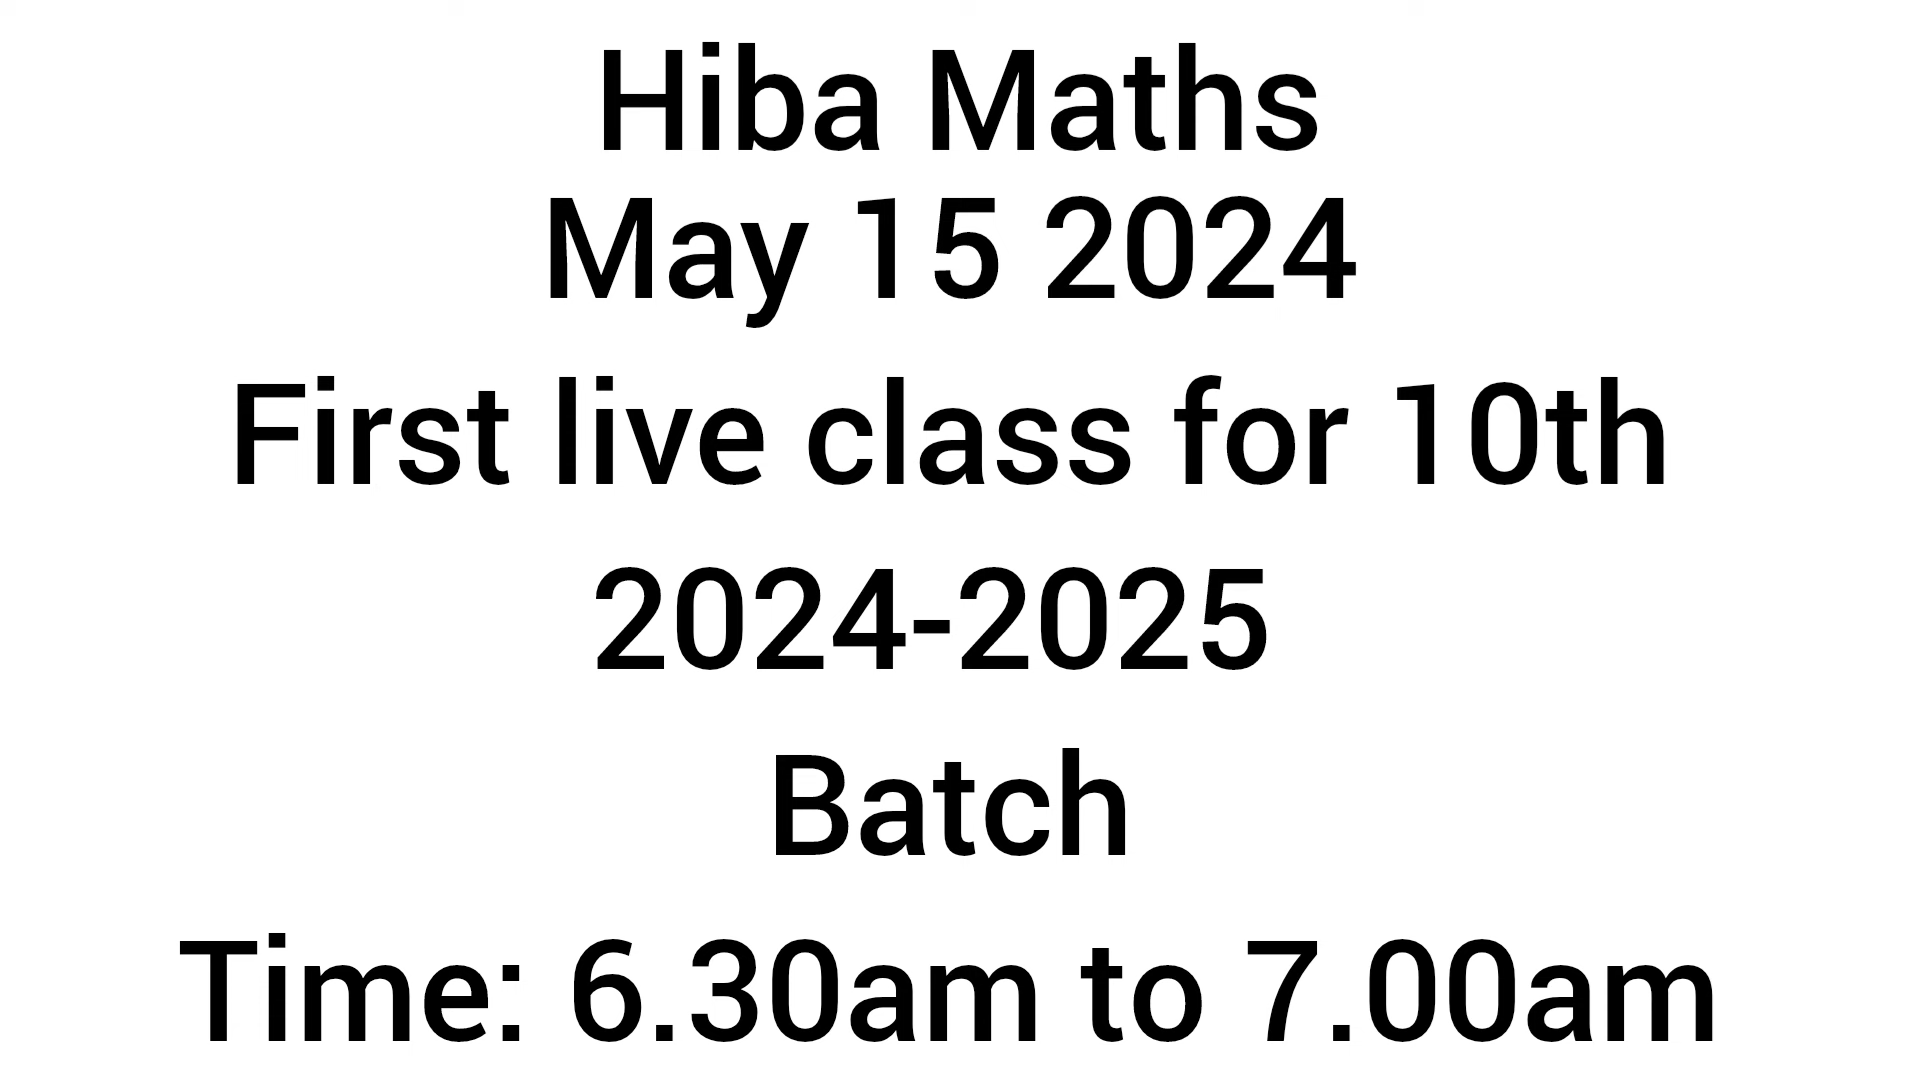 Hiba Maths
May 15 2024
First live class for 10th
2024-2025
Batch
Time: 6.30am to 7.00am